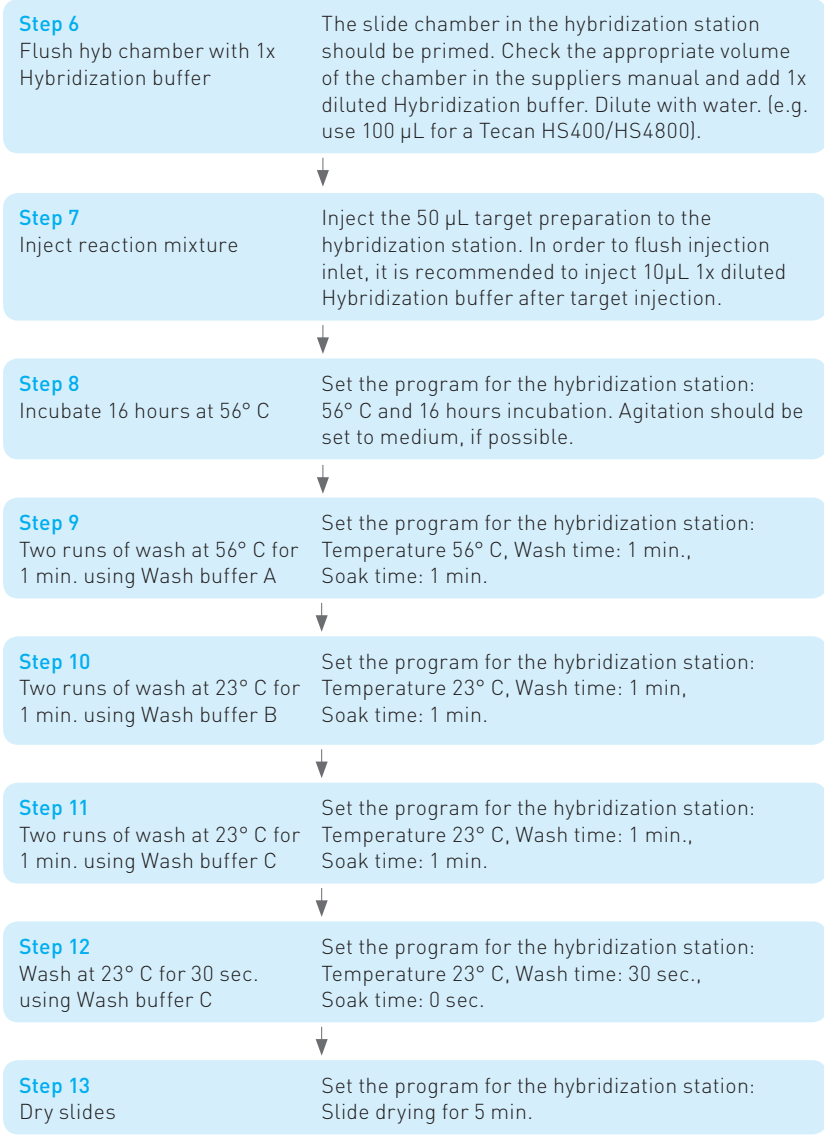 Step 6
Flush hyb chamber with 1x
Hybridization buffer
The slide chamber in the hybridization station
should be primed. Check the appropriate volume
of the chamber in the suppliers manual and add 1x
diluted Hybridization buffer. Dilute with water. (e.g.
use 100 µL for a Tecan HS400/HS4800).
Step 7
Inject reaction mixture
Inject the 50 µL target preparation to the
hybridization station. In order to flush injection
inlet, it is recommended to inject 10µL 1x diluted
Hybridization buffer after target injection.
Step 8
Incubate 16 hours at 56° C
Set the program for the hybridization station:
56° C and 16 hours incubation. Agitation should be
set to medium, if possible.
Step 9
Two runs of wash at 56° C for
1 min. using Wash buffer A
Set the program for the hybridization station:
Temperature 56° C, Wash time: 1 min.,
Soak time: 1 min.
Step 10
Two runs of wash at 23° C for
1 min. using Wash buffer B
Set the program for the hybridization station:
Temperature 23° C, Wash time: 1 min,
Soak time: 1 min.
Step 11
Two runs of wash at 23° C for
1 min. using Wash buffer C
Set the program for the hybridization station:
Temperature 23° C, Wash time: 1 min.,
Soak time: 1 min.
Step 12
Wash at 23° C for 30 sec.
using Wash buffer C
Set the program for the hybridization station:
Temperature 23° C, Wash time: 30 sec.,
Soak time: 0 sec.
Step 13
Dry slides
Set the program for the hybridization station:
Slide drying for 5 min.